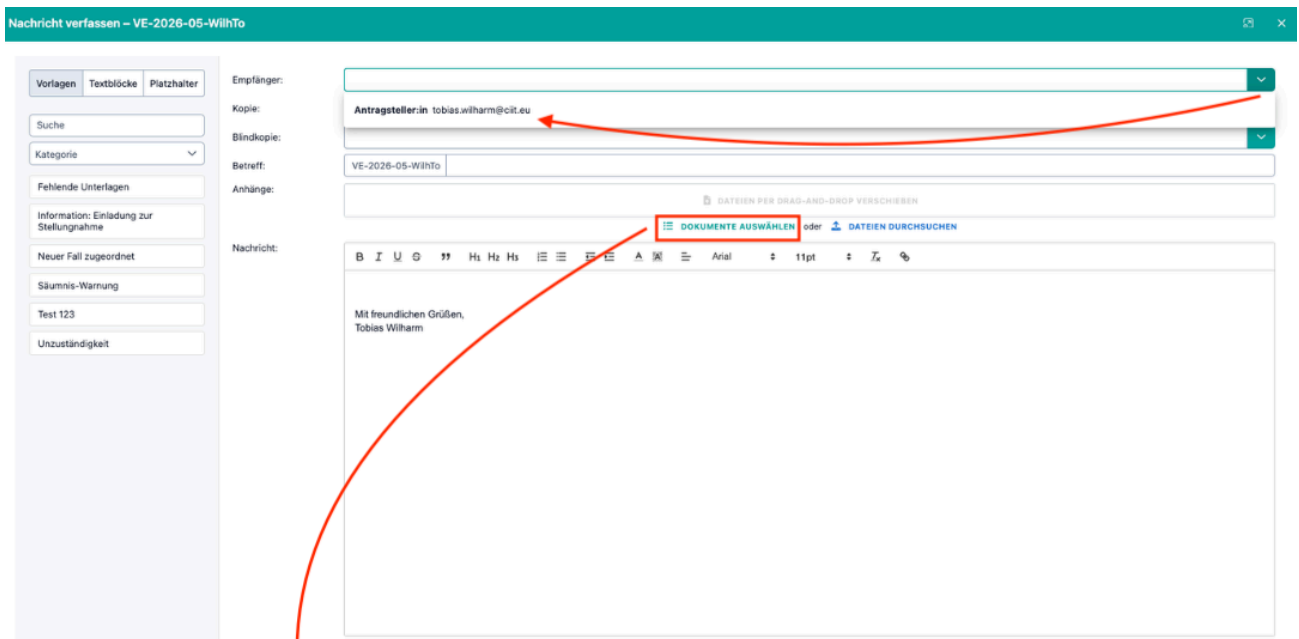 Nachricht verfassen – VE-2026-05-WilhTo
Vorlagen Textblöcke Platzhalter
Suche
Kategorie
Fehlende Unterlagen
Information: Einladung zur
Stellungnahme
Neuer Fall zugeordnet
Säumnis-Warnung
Test 123
Unzuständigkeit
Empfänger:
Antragsteller:in tobias.wilharm@ciit.eu
Kopie:
Blindkopie:
Betreff:
VE-2026-05-WilhTo
Anhänge:
DATEIEN PER DRAG-AND-DROP VERSCHIEBEN
DOKUMENTE AUSWÄHLEN oder DATEIEN DURCHSUCHEN
Nachricht:
B I U S H1 H2 H3 A A Arial 11pt Tx
Mit freundlichen Grüßen,
Tobias Wilharm